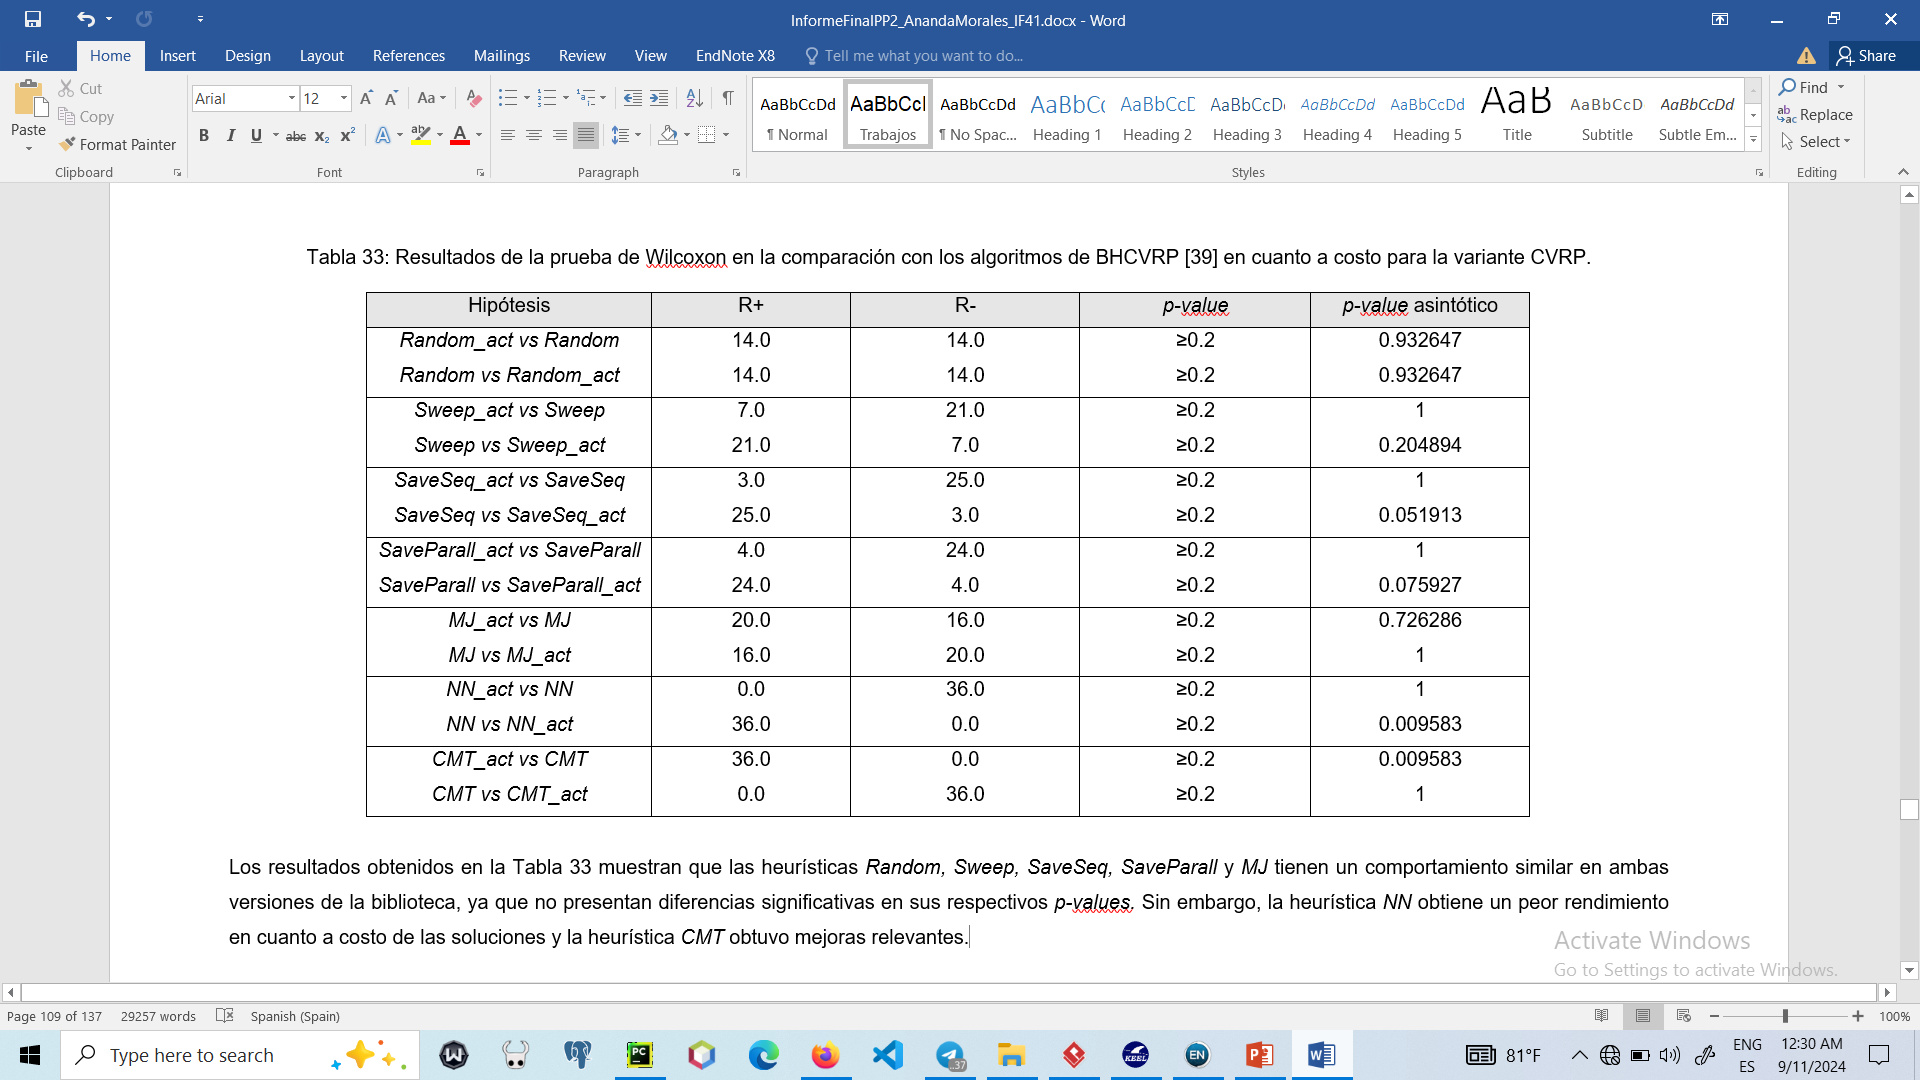 InformeFinalPP2_AnandaMorales_IF41.docx - Word
File Home Insert Design Layout References Mailings Review View EndNote X8 Tell me what you want to do... Share
Paste
Cut
Copy
Format Painter
Clipboard
Arial 12
Font
Paragraph
AaBbCcDd AaBbCcI AaBbCcDd AaBbCc AaBbCcD AaBbCcDc AaBbCcDd AaBbCcDd AaB AaBbCcD AaBbCcDd
¶ Normal Trabajos ¶ No Spac... Heading 1 Heading 2 Heading 3 Heading 4 Heading 5 Title Subtitle Subtle Em...
Styles
Find
Replace
Select
Editing
Tabla 33: Resultados de la prueba de Wilcoxon en la comparación con los algoritmos de BHCVRP [39] en cuanto a costo para la variante CVRP.
Hipótesis R+ R- p-value p-value asintótico
Random_act vs Random 14.0 14.0 ≥0.2 0.932647
Random vs Random_act 14.0 14.0 ≥0.2 0.932647
Sweep_act vs Sweep 7.0 21.0 ≥0.2 1
Sweep vs Sweep_act 21.0 7.0 ≥0.2 0.204894
SaveSeq_act vs SaveSeq 3.0 25.0 ≥0.2 1
SaveSeq vs SaveSeq_act 25.0 3.0 ≥0.2 0.051913
SaveParall_act vs SaveParall 4.0 24.0 ≥0.2 1
SaveParall vs SaveParall_act 24.0 4.0 ≥0.2 0.075927
MJ_act vs MJ 20.0 16.0 ≥0.2 0.726286
MJ vs MJ_act 16.0 20.0 ≥0.2 1
NN_act vs NN 0.0 36.0 ≥0.2 1
NN vs NN_act 36.0 0.0 ≥0.2 0.009583
CMT_act vs CMT 36.0 0.0 ≥0.2 0.009583
CMT vs CMT_act 0.0 36.0 ≥0.2 1
Los resultados obtenidos en la Tabla 33 muestran que las heurísticas Random, Sweep, SaveSeq, SaveParall y MJ tienen un comportamiento similar en ambas
versiones de la biblioteca, ya que no presentan diferencias significativas en sus respectivos p-values. Sin embargo, la heurística NN obtiene un peor rendimiento
en cuanto a costo de las soluciones y la heurística CMT obtuvo mejoras relevantes.
Activate Windows
Go to Settings to activate Windows.
Page 109 of 137 29257 words Spanish (Spain) 100%
Type here to search
81°F
ENG
ES
12:30 AM
9/11/2024